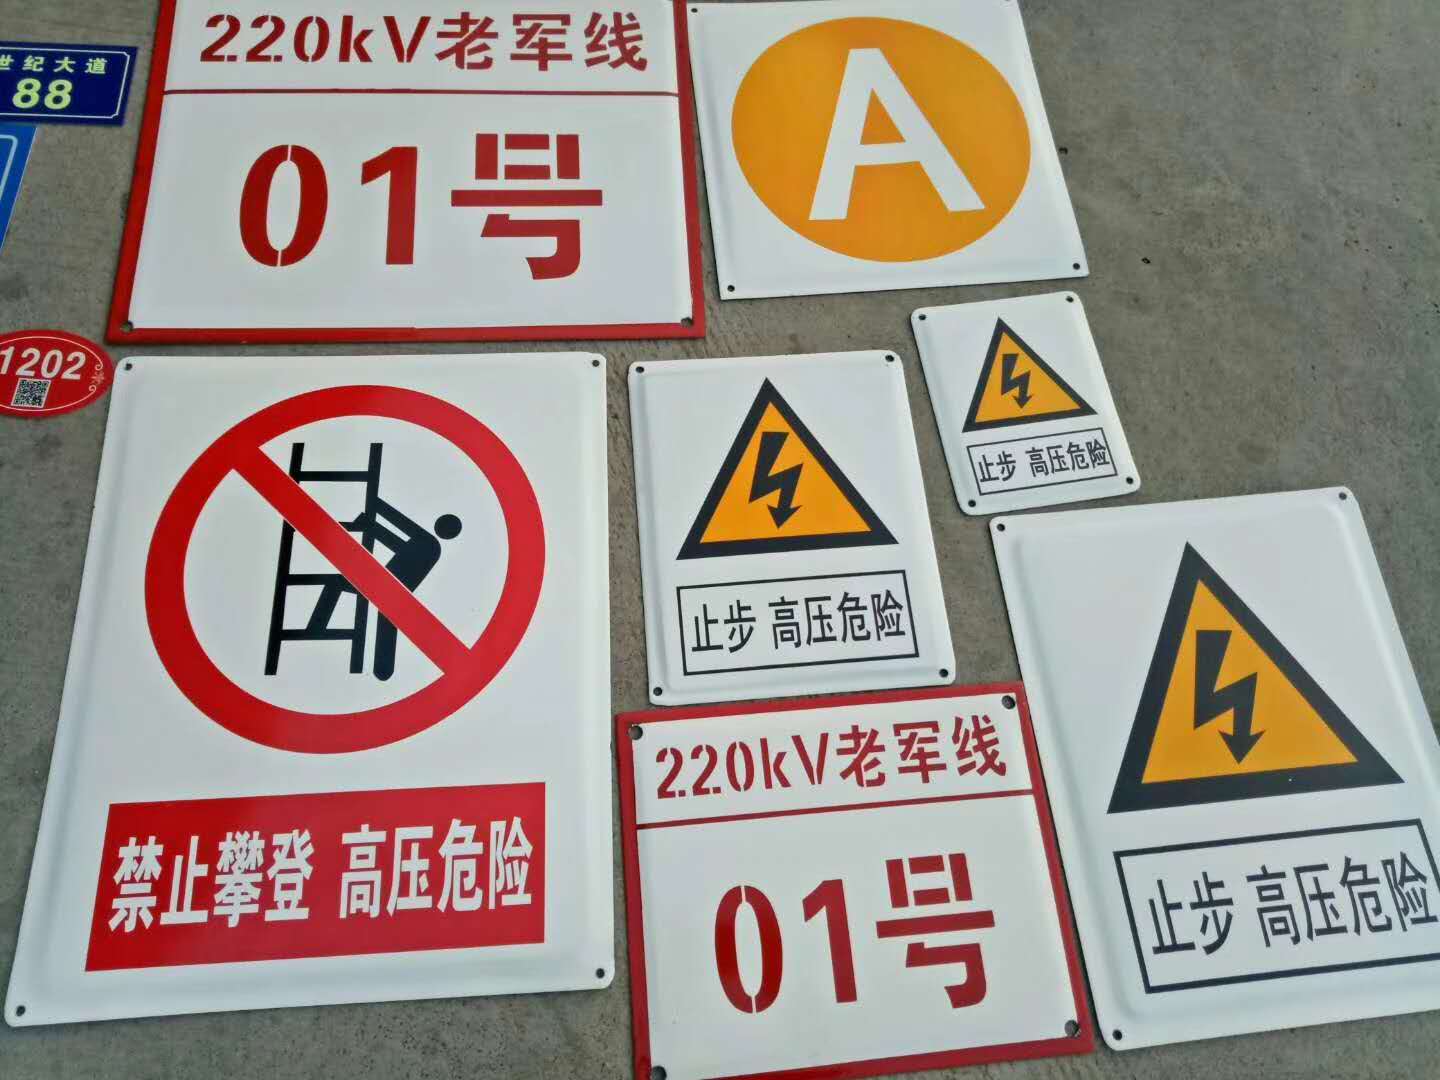 世纪大道
88
220kV老军线
01号
A
1202
禁止攀登 高压危险
止步 高压危险
止步 高压危险
220kV老军线
01号
止步 高压危险